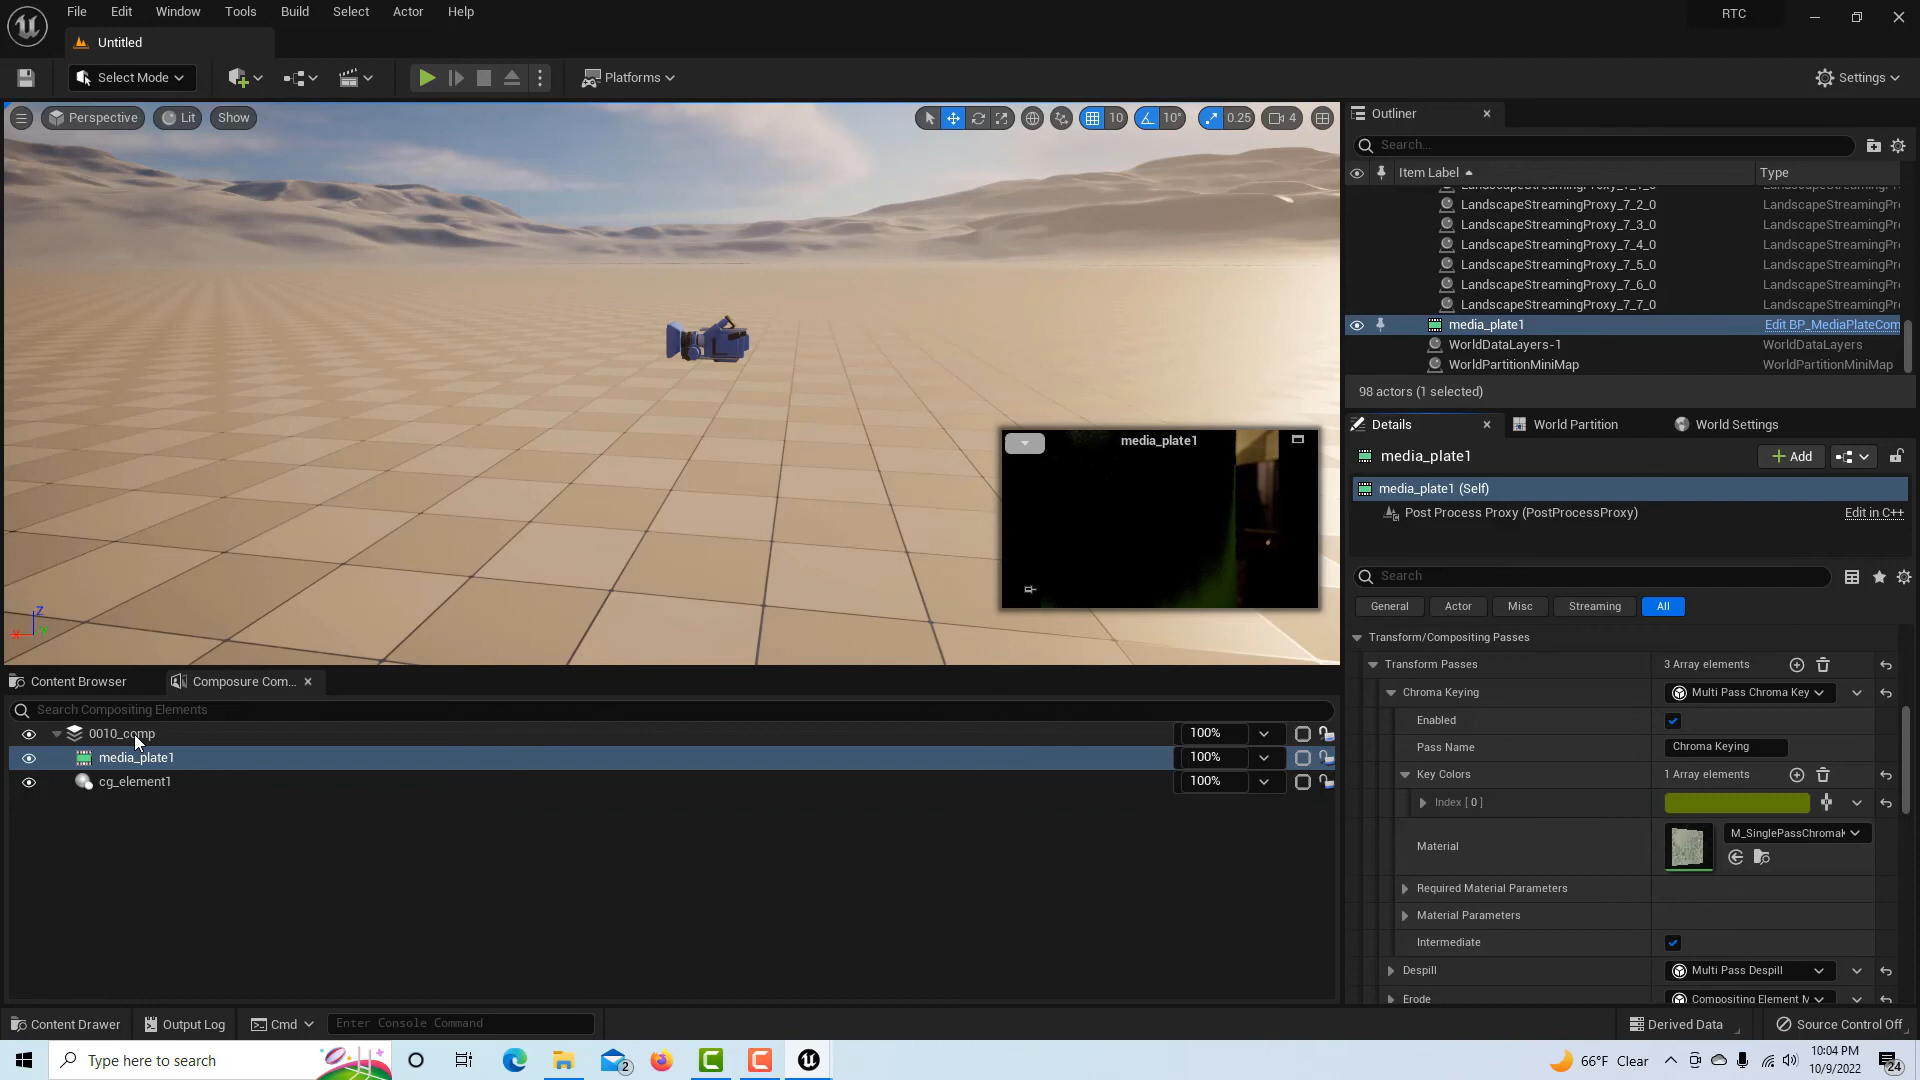 File Edit Window Tools Build Select Actor Help
RTC
Untitled
Select Mode
Platforms
Settings
Perspective Lit Show
10 10° 0.25 4
media_plate1
Outliner
Search...
Item Label Type
LandscapeStreamingProxy_7_2_0 LandscapeStreamingPr
LandscapeStreamingProxy_7_3_0 LandscapeStreamingPr
LandscapeStreamingProxy_7_4_0 LandscapeStreamingPr
LandscapeStreamingProxy_7_5_0 LandscapeStreamingPr
LandscapeStreamingProxy_7_6_0 LandscapeStreamingPr
LandscapeStreamingProxy_7_7_0 LandscapeStreamingPr
media_plate1 Edit BP_MediaPlateCom
WorldDataLayers-1 WorldDataLayers
WorldPartitionMiniMap WorldPartitionMiniMap
98 actors (1 selected)
Details World Partition World Settings
media_plate1 Add
media_plate1 (Self)
Post Process Proxy (PostProcessProxy) Edit in C++
Search
General Actor Misc Streaming All
Transform/Compositing Passes
Transform Passes 3 Array elements
Chroma Keying Multi Pass Chroma Key
Enabled
Pass Name Chroma Keying
Key Colors 1 Array elements
Index [ 0 ]
Material M_SinglePassChromaK
Required Material Parameters
Material Parameters
Intermediate
Despill Multi Pass Despill
Erode Compositing Element M
Content Browser Composure Com...
Search Compositing Elements
0010_comp 100%
media_plate1 100%
cg_element1 100%
Z
X
Content Drawer Output Log Cmd Enter Console Command
Derived Data Source Control Off
Type here to search
2
66°F Clear
10:04 PM
10/9/2022
24